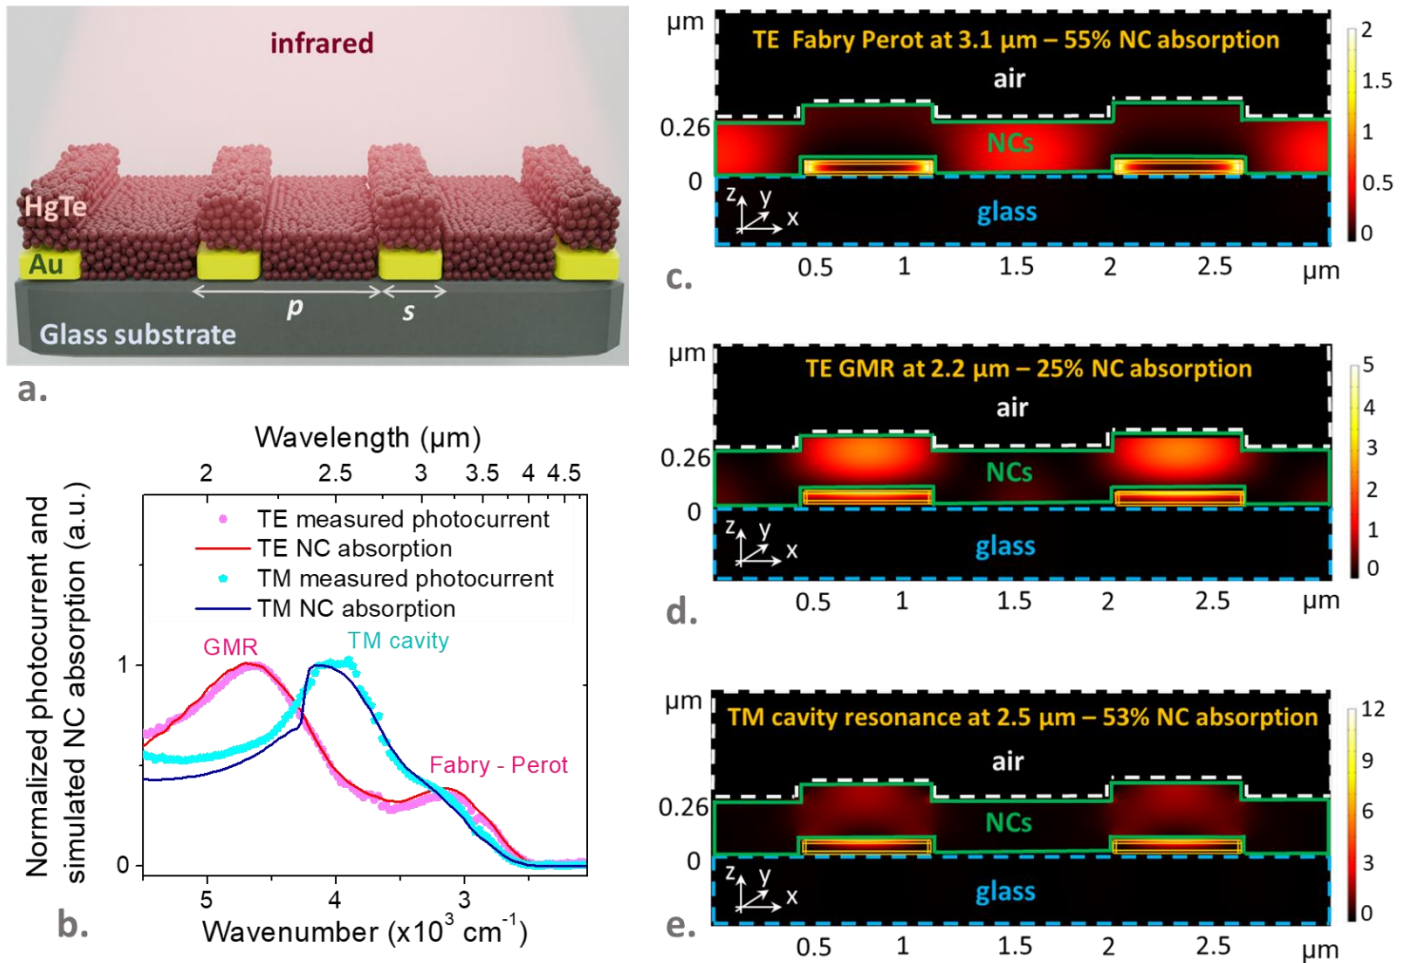 infrared
HgTe
Au
p
s
Glass substrate
a.
Wavelength (µm)
2 2.5 3 3.5 4 4.5
Normalized photocurrent and
simulated NC absorption (a.u.)
1
0
TE measured photocurrent
TE NC absorption
TM measured photocurrent
TM NC absorption
GMR
TM cavity
Fabry - Perot
5 4 3
Wavenumber (x10³ cm⁻¹)
b.
µm
TE Fabry Perot at 3.1 µm – 55% NC absorption
air
0.26
NCs
0
z y x
glass
0.5 1 1.5 2 2.5 µm
2
1.5
1
0.5
0
c.
µm
TE GMR at 2.2 µm – 25% NC absorption
air
0.26
NCs
0
z y x
glass
0.5 1 1.5 2 2.5 µm
5
4
3
2
1
0
d.
µm
TM cavity resonance at 2.5 µm – 53% NC absorption
air
0.26
NCs
0
z y x
glass
0.5 1 1.5 2 2.5 µm
12
9
6
3
0
e.